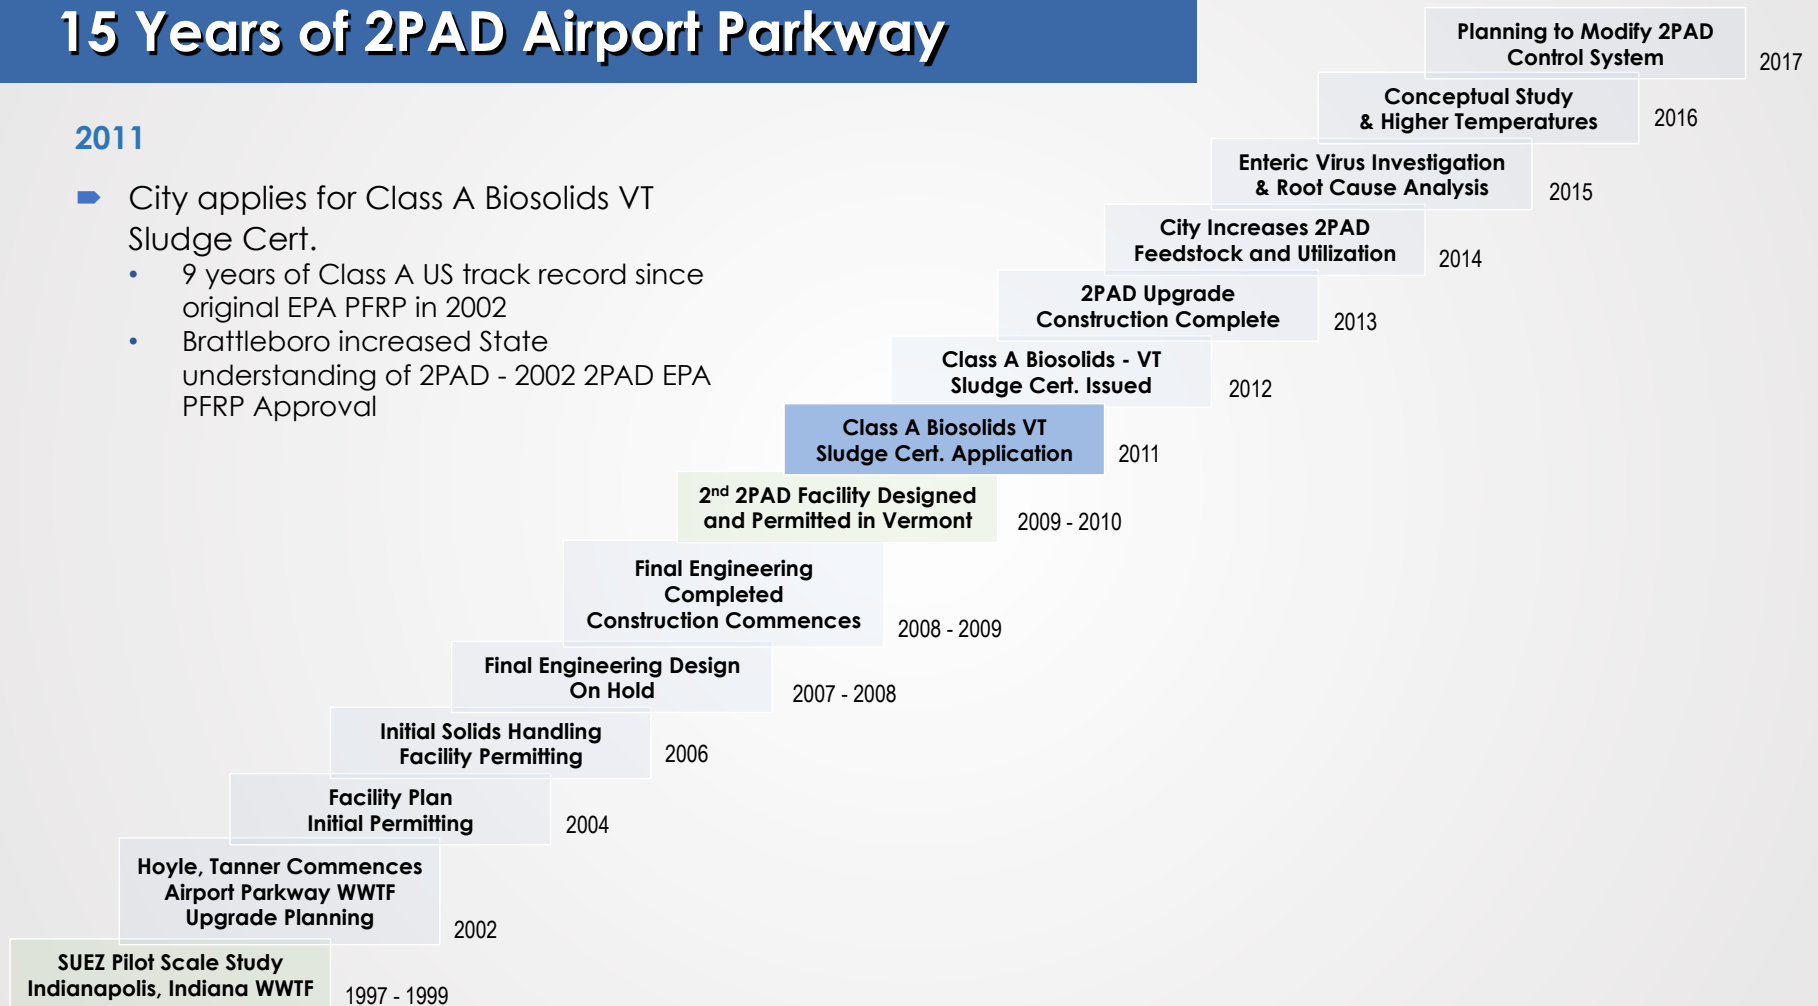 15 Years of 2PAD Airport Parkway
2011
City applies for Class A Biosolids VT
Sludge Cert.
• 9 years of Class A US track record since
original EPA PFRP in 2002
• Brattleboro increased State
understanding of 2PAD - 2002 2PAD EPA
PFRP Approval
Planning to Modify 2PAD
Control System
2017
Conceptual Study
& Higher Temperatures
2016
Enteric Virus Investigation
& Root Cause Analysis
2015
City Increases 2PAD
Feedstock and Utilization
2014
2PAD Upgrade
Construction Complete
2013
Class A Biosolids - VT
Sludge Cert. Issued
2012
Class A Biosolids VT
Sludge Cert. Application
2011
2nd 2PAD Facility Designed
and Permitted in Vermont
2009 - 2010
Final Engineering
Completed
Construction Commences
2008 - 2009
Final Engineering Design
On Hold
2007 - 2008
Initial Solids Handling
Facility Permitting
2006
Facility Plan
Initial Permitting
2004
Hoyle, Tanner Commences
Airport Parkway WWTF
Upgrade Planning
2002
SUEZ Pilot Scale Study
Indianapolis, Indiana WWTF
1997 - 1999